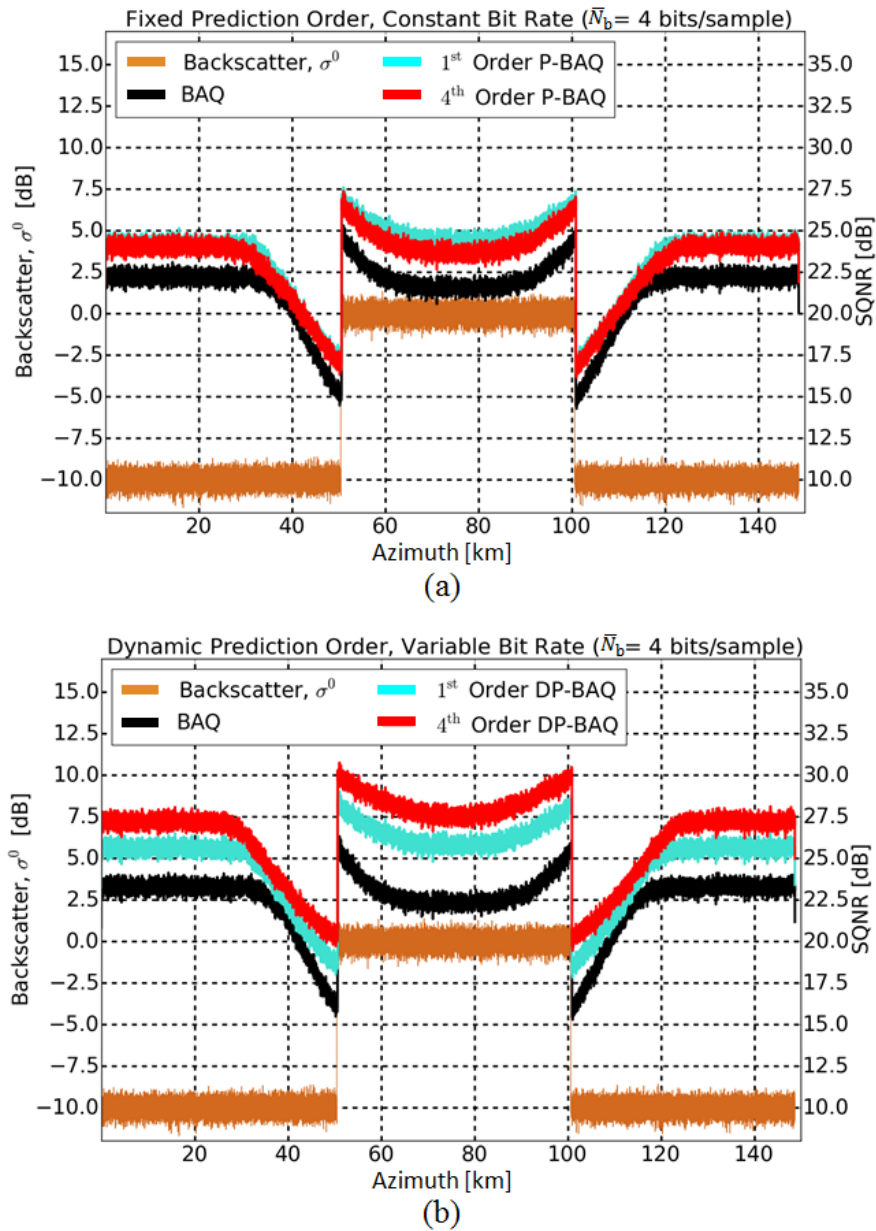 Fixed Prediction Order, Constant Bit Rate (N̅b= 4 bits/sample)
Backscatter, σ⁰
BAQ
1st Order P-BAQ
4th Order P-BAQ
15.0
12.5
10.0
7.5
5.0
2.5
0.0
−2.5
−5.0
−7.5
−10.0
Backscatter, σ⁰ [dB]
35.0
32.5
30.0
27.5
25.0
22.5
20.0
17.5
15.0
12.5
10.0
SQNR [dB]
20 40 60 80 100 120 140
Azimuth [km]
(a)
Dynamic Prediction Order, Variable Bit Rate (N̅b= 4 bits/sample)
Backscatter, σ⁰
BAQ
1st Order DP-BAQ
4th Order DP-BAQ
15.0
12.5
10.0
7.5
5.0
2.5
0.0
−2.5
−5.0
−7.5
−10.0
Backscatter, σ⁰ [dB]
35.0
32.5
30.0
27.5
25.0
22.5
20.0
17.5
15.0
12.5
10.0
SQNR [dB]
20 40 60 80 100 120 140
Azimuth [km]
(b)